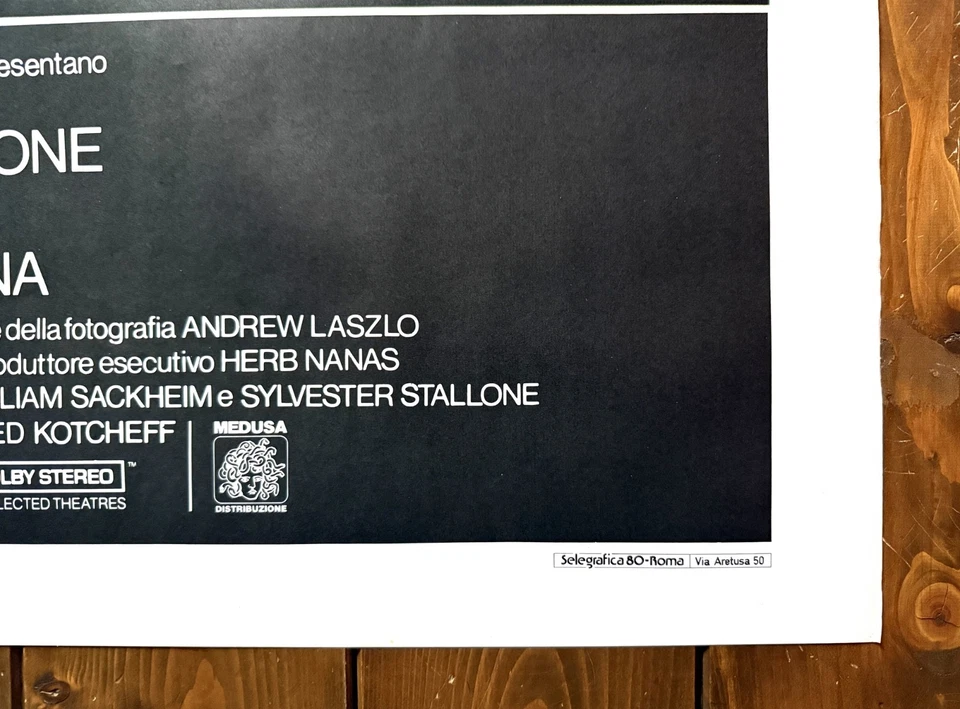 esentano
ONE
NA
e della fotografia ANDREW LASZLO
oduttore esecutivo HERB NANAS
LIAM SACKHEIM e SYLVESTER STALLONE
ED KOTCHEFF
MEDUSA
LBY STEREO ™
LECTED THEATRES
DISTRIBUZIONE
Selegrafica 80-Roma Via Aretusa 50